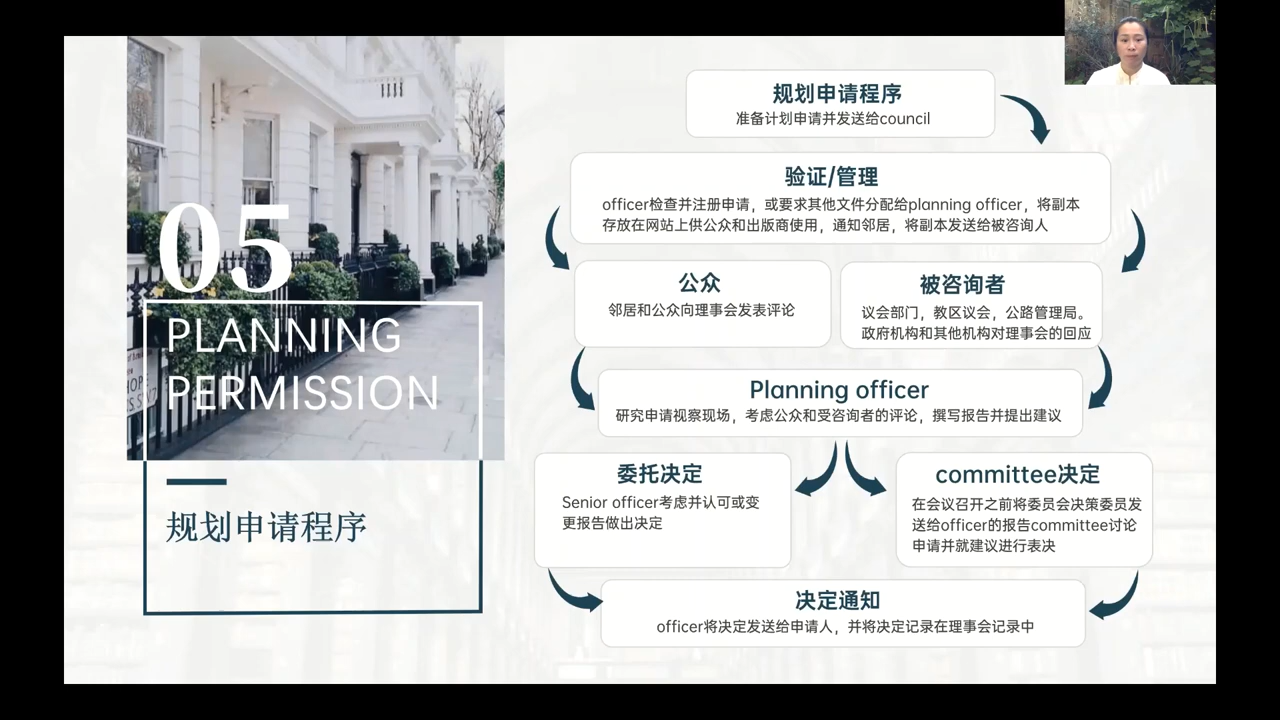 05
PLANNING
PERMISSION
规划申请程序
规划申请程序
准备计划申请并发送给council
验证/管理
officer检查并注册申请，或要求其他文件分配给planning officer，将副本
存放在网站上供公众和出版商使用，通知邻居，将副本发送给被咨询人
公众
邻居和公众向理事会发表评论
被咨询者
议会部门，教区议会，公路管理局。
政府机构和其他机构对理事会的回应
Planning officer
研究申请视察现场，考虑公众和受咨询者的评论，撰写报告并提出建议
委托决定
Senior officer考虑并认可或变
更报告做出决定
committee决定
在会议召开之前将委员会决策委员发
送给officer的报告committee讨论
申请并就建议进行表决
决定通知
officer将决定发送给申请人，并将决定记录在理事会记录中